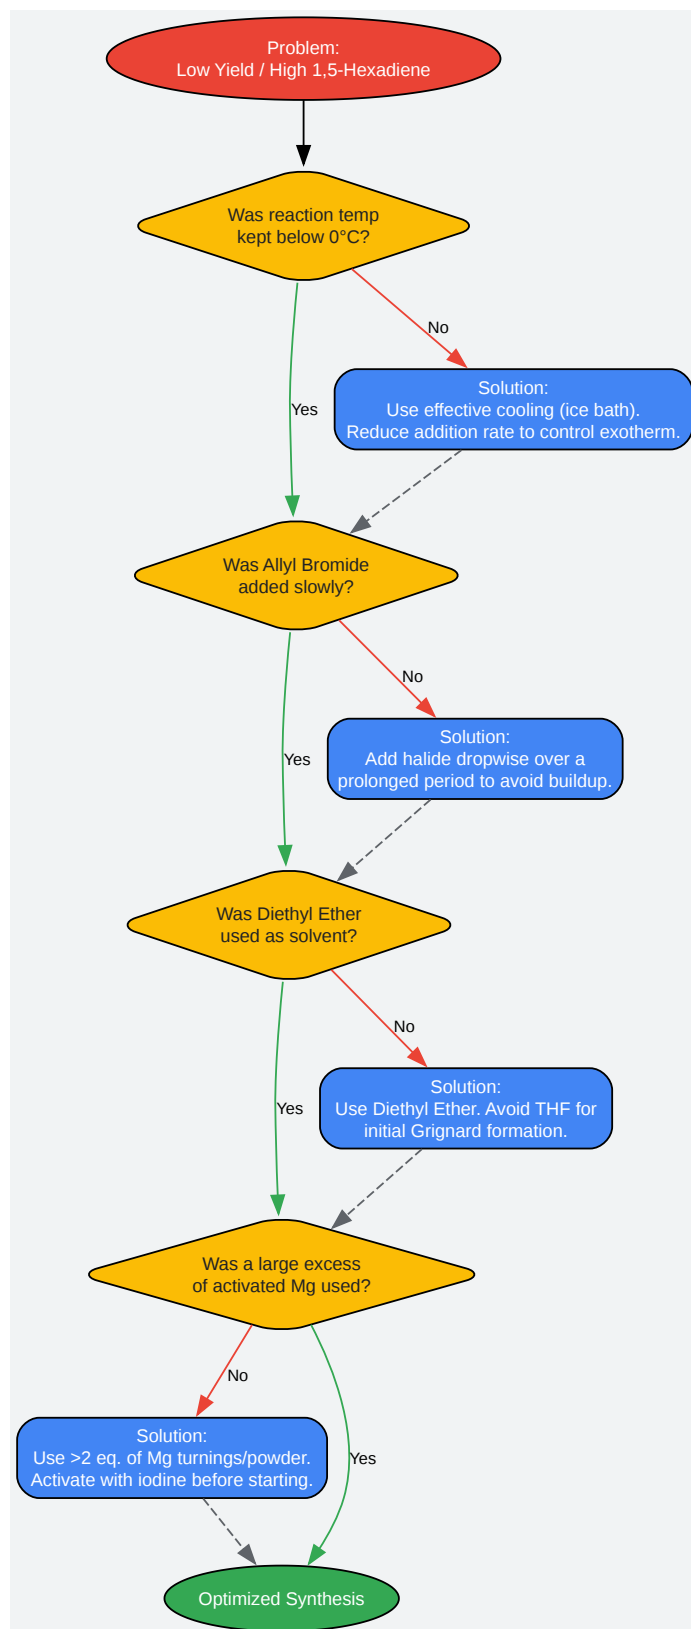 Problem:
Low Yield / High 1,5-Hexadiene
Was reaction temp
kept below 0°C?
No
Yes
Solution:
Use effective cooling (ice bath).
Reduce addition rate to control exotherm.
Was Allyl Bromide
added slowly?
No
Yes
Solution:
Add halide dropwise over a
prolonged period to avoid buildup.
Was Diethyl Ether
used as solvent?
No
Yes
Solution:
Use Diethyl Ether. Avoid THF for
initial Grignard formation.
Was a large excess
of activated Mg used?
No
Yes
Solution:
Use >2 eq. of Mg turnings/powder.
Activate with iodine before starting.
Optimized Synthesis